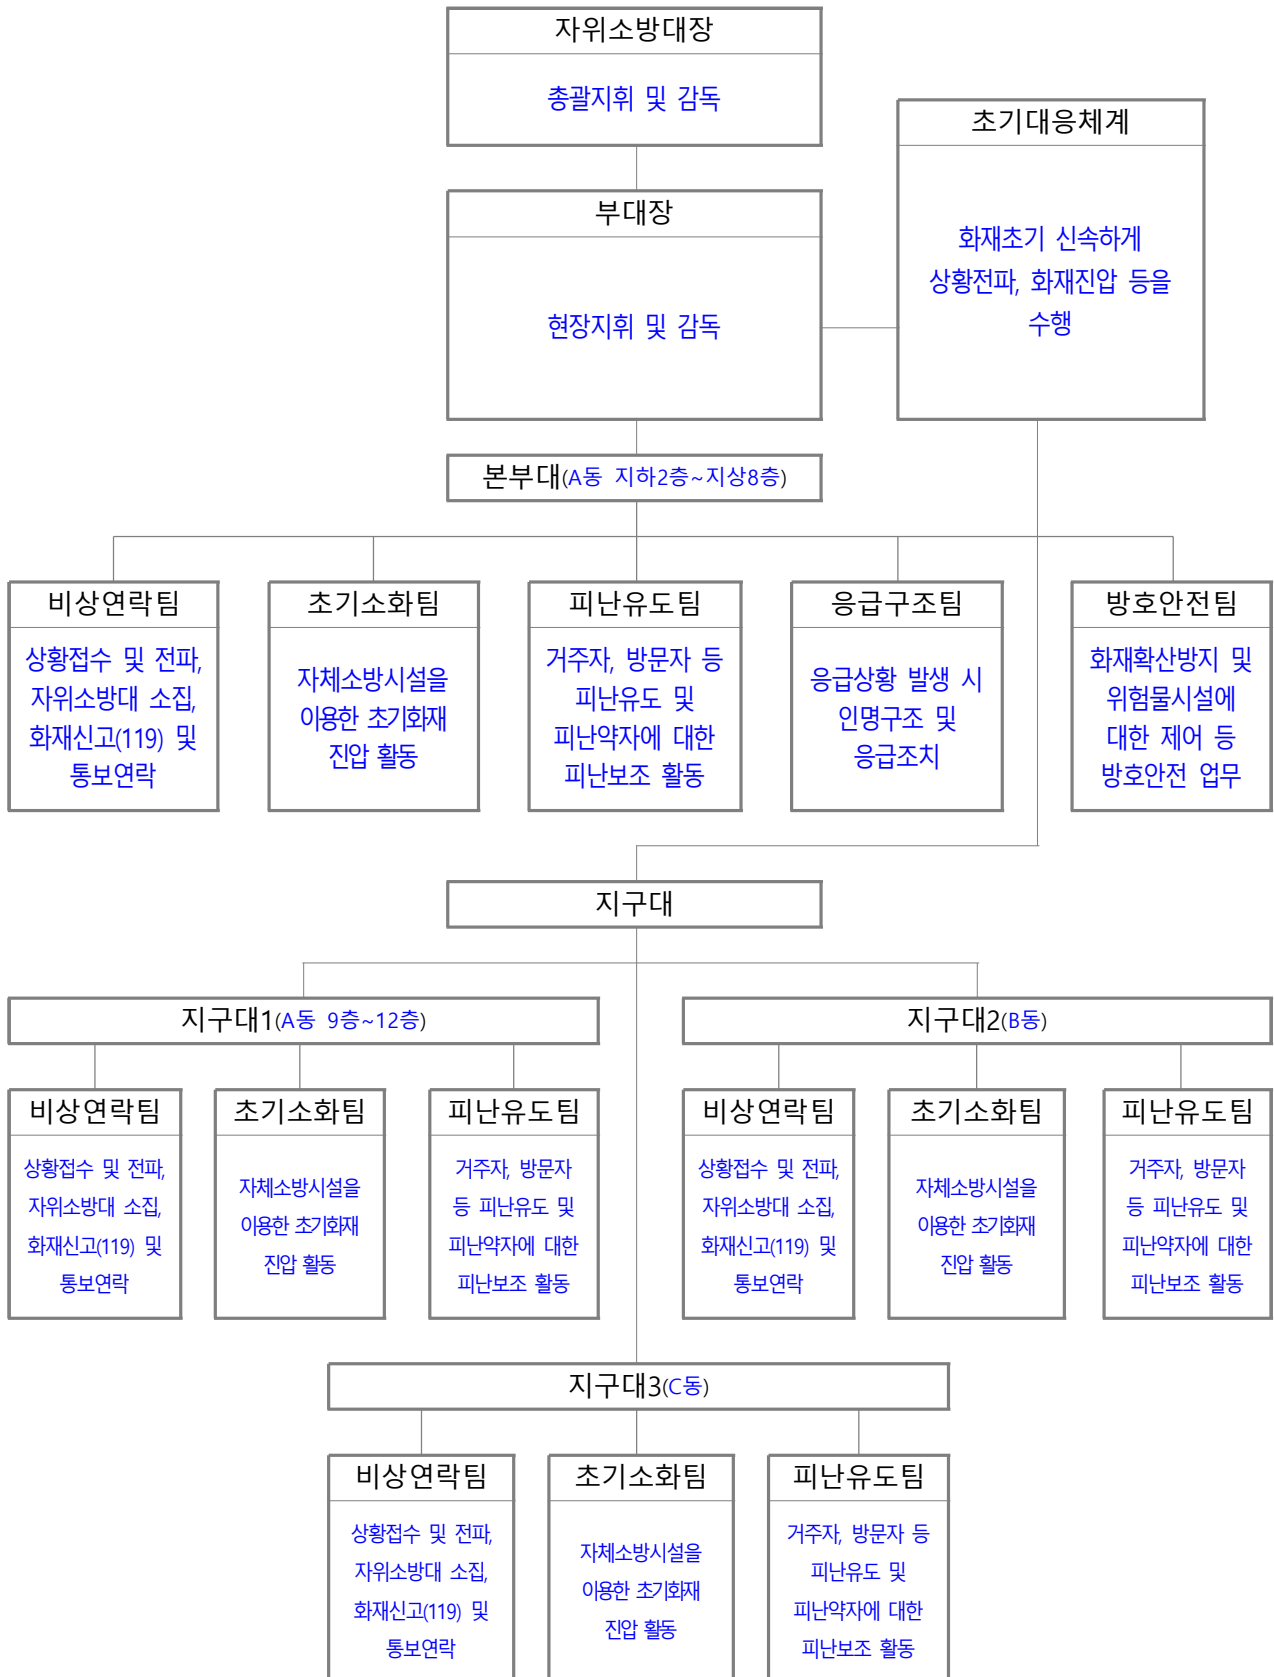 자위소방대장
총괄지휘 및 감독
초기대응체계
화재초기 신속하게
상황전파, 화재진압 등을
수행
부대장
현장지휘 및 감독
본부대(A동 지하2층~지상8층)
비상연락팀
상황접수 및 전파,
자위소방대 소집,
화재신고(119) 및
통보연락
초기소화팀
자체소방시설을
이용한 초기화재
진압 활동
피난유도팀
거주자, 방문자 등
피난유도 및
피난약자에 대한
피난보조 활동
응급구조팀
응급상황 발생 시
인명구조 및
응급조치
방호안전팀
화재확산방지 및
위험물시설에
대한 제어 등
방호안전 업무
지구대
지구대1(A동 9층~12층)
비상연락팀
상황접수 및 전파,
자위소방대 소집,
화재신고(119) 및
통보연락
초기소화팀
자체소방시설을
이용한 초기화재
진압 활동
피난유도팀
거주자, 방문자
등 피난유도 및
피난약자에 대한
피난보조 활동
지구대2(B동)
비상연락팀
상황접수 및 전파,
자위소방대 소집,
화재신고(119) 및
통보연락
초기소화팀
자체소방시설을
이용한 초기화재
진압 활동
피난유도팀
거주자, 방문자
등 피난유도 및
피난약자에 대한
피난보조 활동
지구대3(C동)
비상연락팀
상황접수 및 전파,
자위소방대 소집,
화재신고(119) 및
통보연락
초기소화팀
자체소방시설을
이용한 초기화재
진압 활동
피난유도팀
거주자, 방문자 등
피난유도 및
피난약자에 대한
피난보조 활동